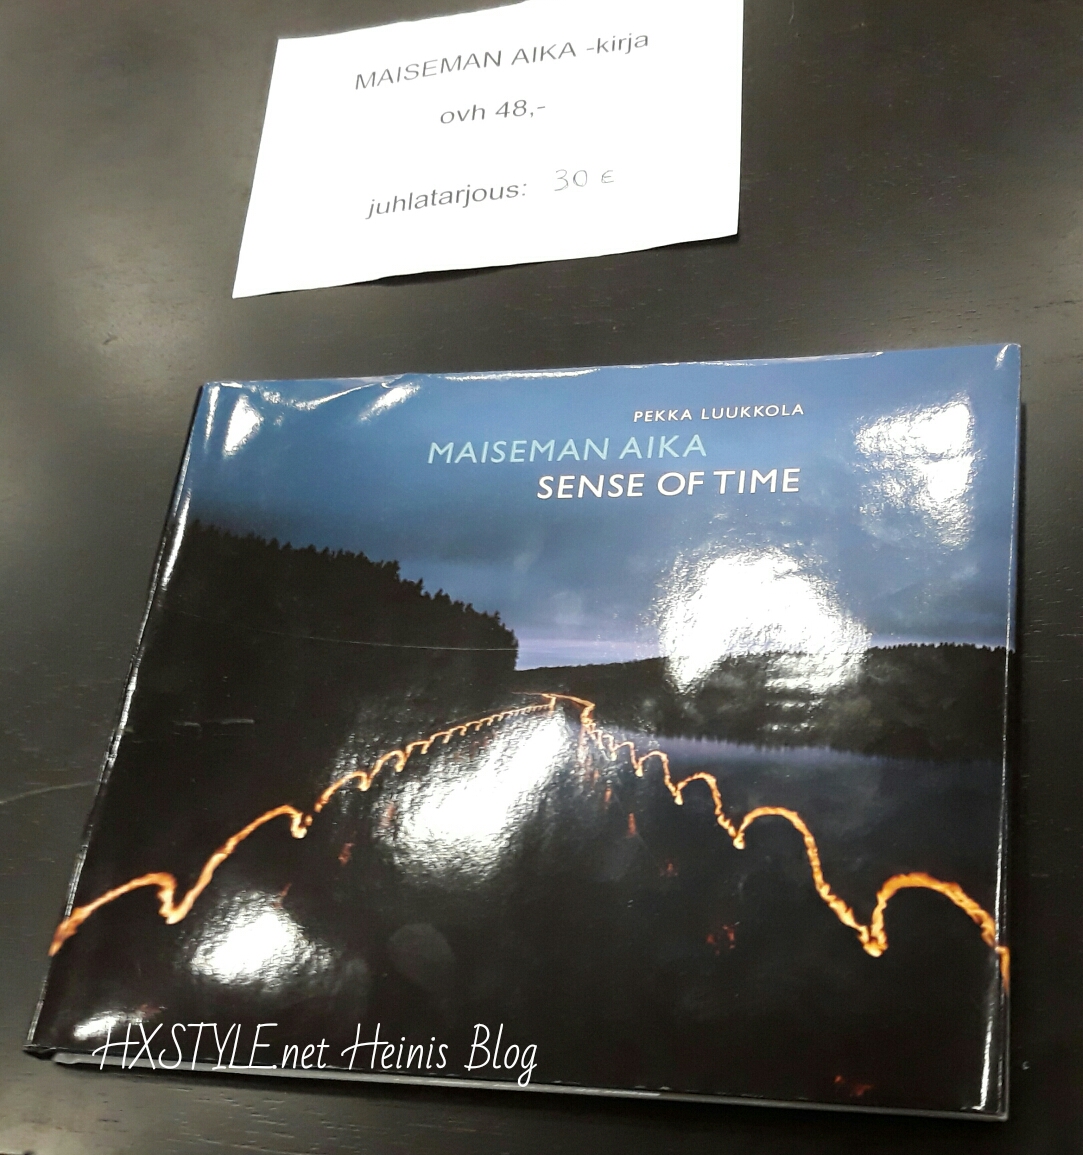 MAISEMAN AIKA -kirja
ovh 48,-
juhlatarjous: 30 €
PEKKA LUUKKOLA
MAISEMAN AIKA
SENSE OF TIME
HXSTYLE.net Heinis Blog